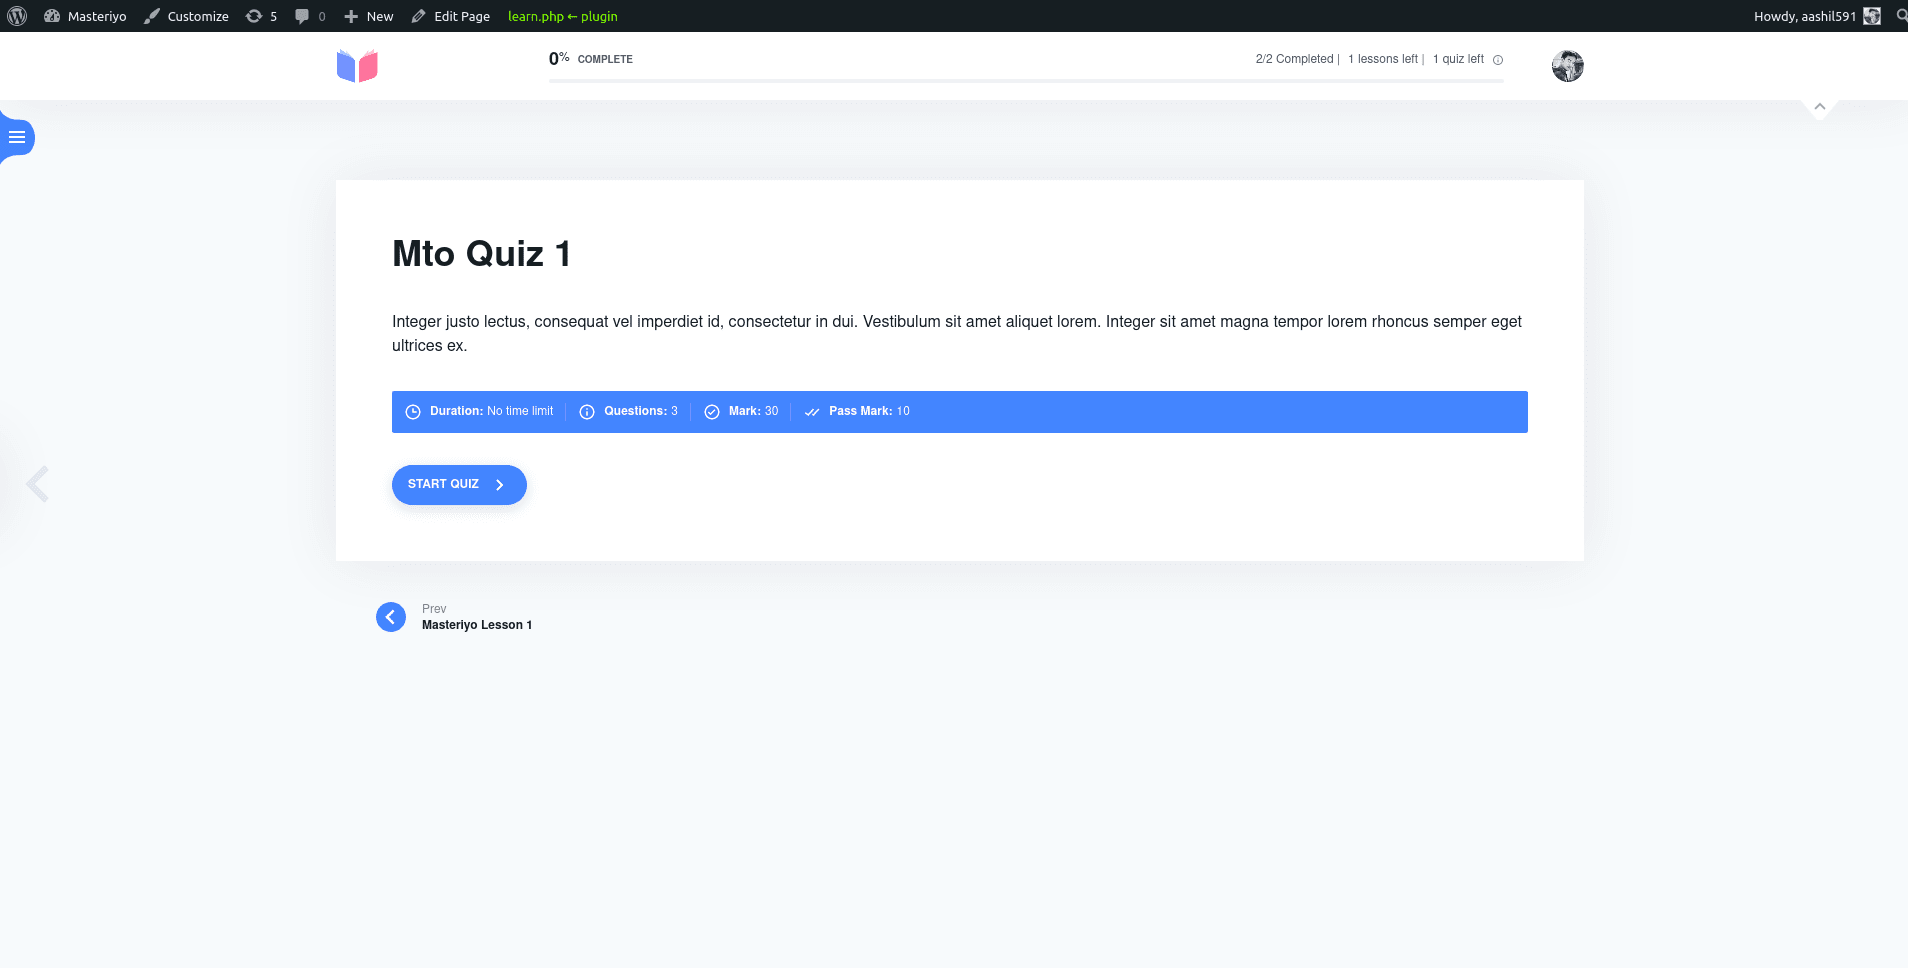 Masteriyo Customize 5 0 New Edit Page learn.php ← plugin Howdy, aashil591
0% COMPLETE 2/2 Completed | 1 lessons left | 1 quiz left
Mto Quiz 1
Integer justo lectus, consequat vel imperdiet id, consectetur in dui. Vestibulum sit amet aliquet lorem. Integer sit amet magna tempor lorem rhoncus semper eget
ultrices ex.
Duration: No time limit Questions: 3 Mark: 30 Pass Mark: 10
START QUIZ
Prev
Masteriyo Lesson 1